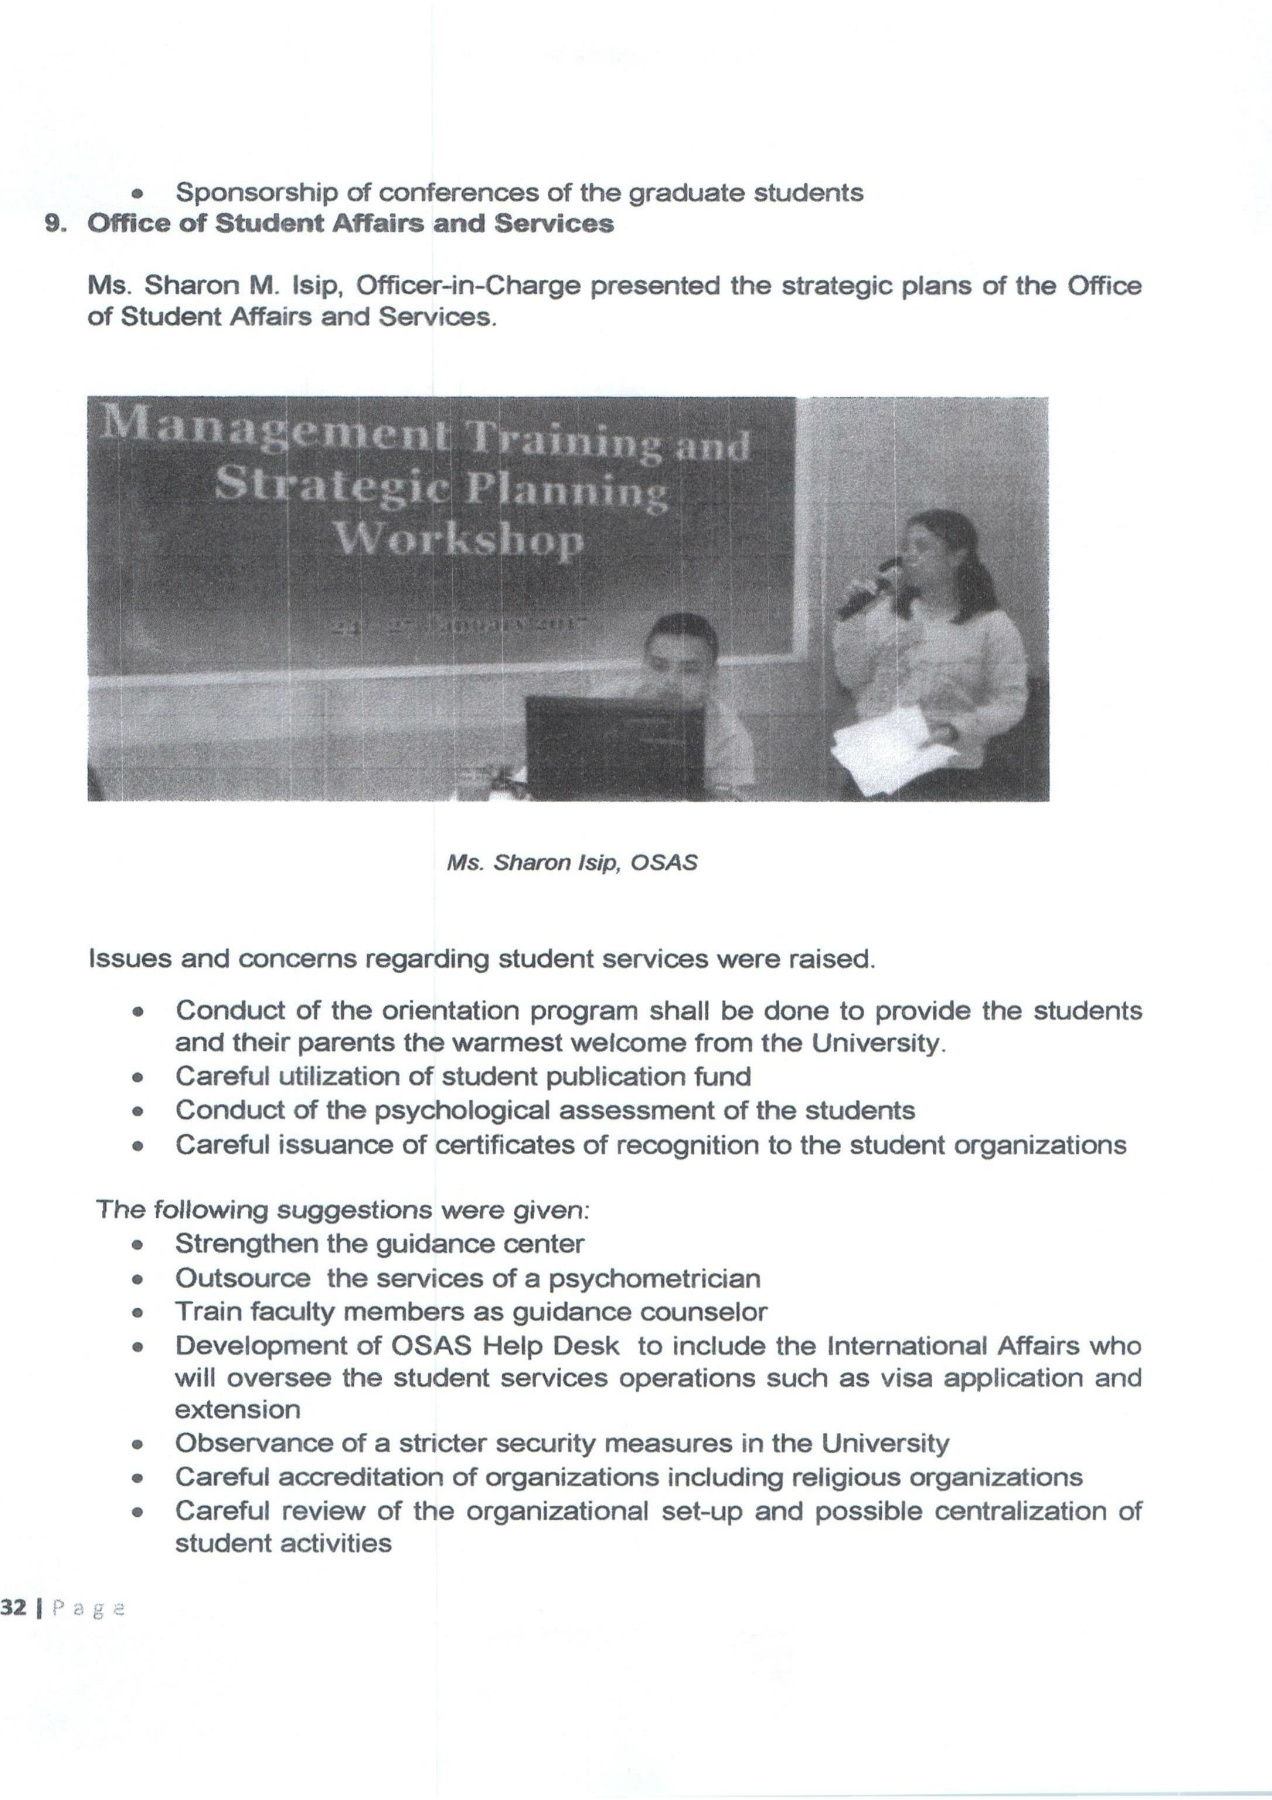 • Sponsorship of conferences of the graduate students
9. Office of Student Affairs and Services
Ms. Sharon M. Isip, Officer-in-Charge presented the strategic plans of the Office
of Student Affairs and Services.
Management Training and
Strategic Planning
Workshop
Ms. Sharon Isip, OSAS
Issues and concerns regarding student services were raised.
• Conduct of the orientation program shall be done to provide the students
and their parents the warmest welcome from the University.
• Careful utilization of student publication fund
• Conduct of the psychological assessment of the students
• Careful issuance of certificates of recognition to the student organizations
The following suggestions were given:
• Strengthen the guidance center
• Outsource the services of a psychometrician
• Train faculty members as guidance counselor
• Development of OSAS Help Desk to include the International Affairs who
will oversee the student services operations such as visa application and
extension
• Observance of a stricter security measures in the University
• Careful accreditation of organizations including religious organizations
• Careful review of the organizational set-up and possible centralization of
student activities
32 | Page